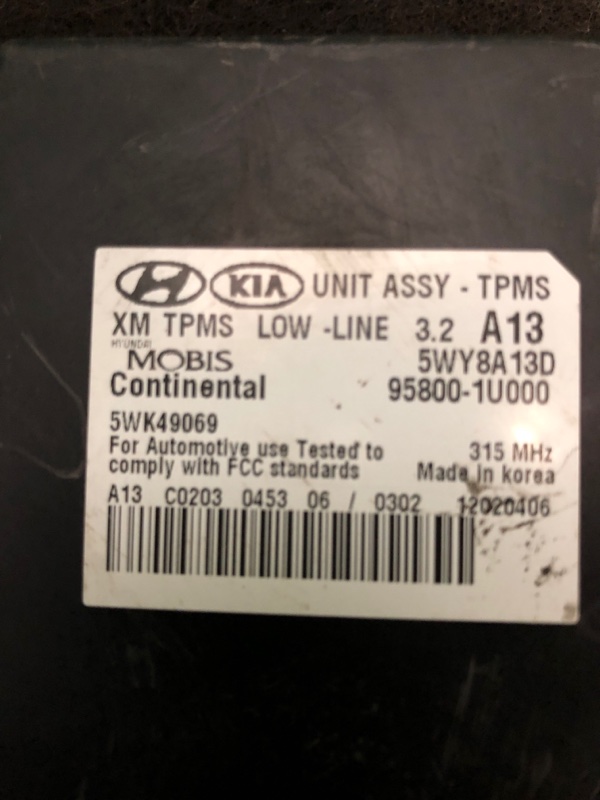 KIA UNIT ASSY - TPMS
XM TPMS LOW -LINE 3.2 A13
HYUNDAI
MOBIS 5WY8A13D
Continental 95800-1U000
5WK49069
For Automotive use Tested to 315 MHz
comply with FCC standards Made in korea
A13 C0203 0453 06 / 0302 12020406